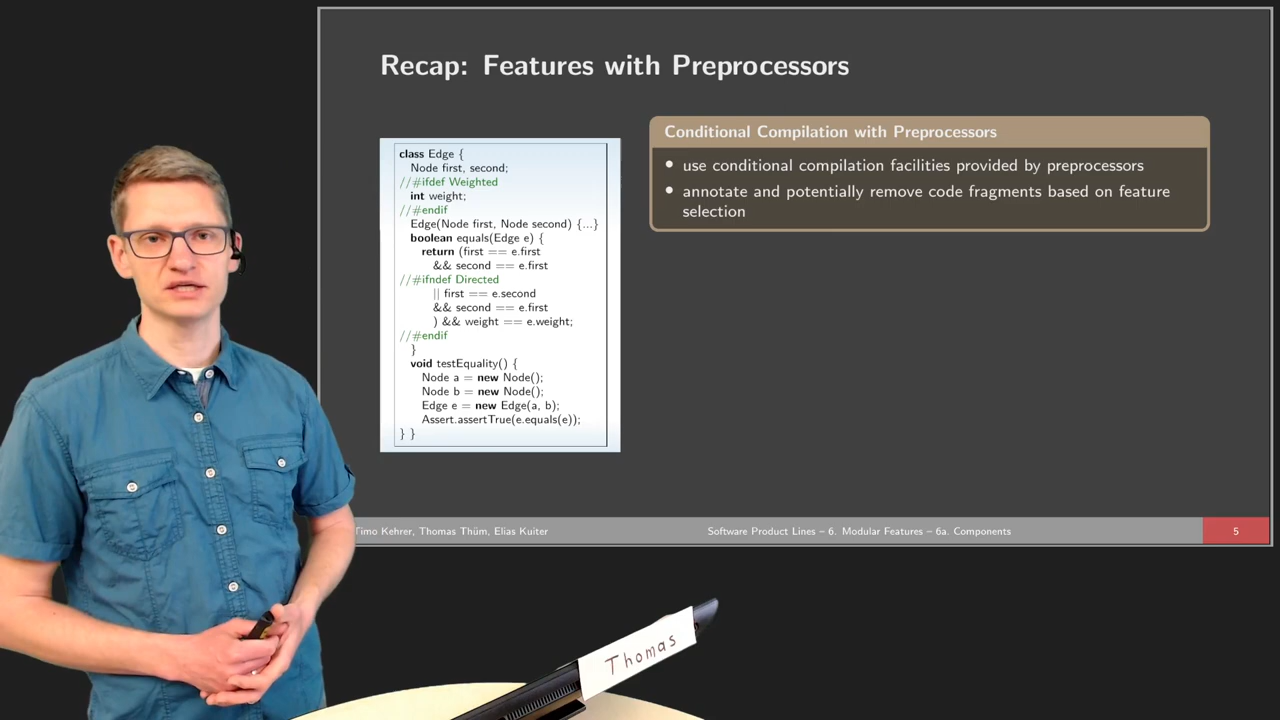 Recap: Features with Preprocessors
class Edge {
Node first, second;
//#ifdef Weighted
int weight;
//#endif
Edge(Node first, Node second) {...}
boolean equals(Edge e) {
return (first == e.first
&& second == e.first
//#ifndef Directed
|| first == e.second
&& second == e.first
) && weight == e.weight;
//#endif
}
void testEquality() {
Node a = new Node();
Node b = new Node();
Edge e = new Edge(a, b);
Assert.assertTrue(e.equals(e));
} }
Conditional Compilation with Preprocessors
• use conditional compilation facilities provided by preprocessors
• annotate and potentially remove code fragments based on feature
selection
Timo Kehrer, Thomas Thüm, Elias Kuiter
Software Product Lines – 6. Modular Features – 6a. Components
5
Thomas